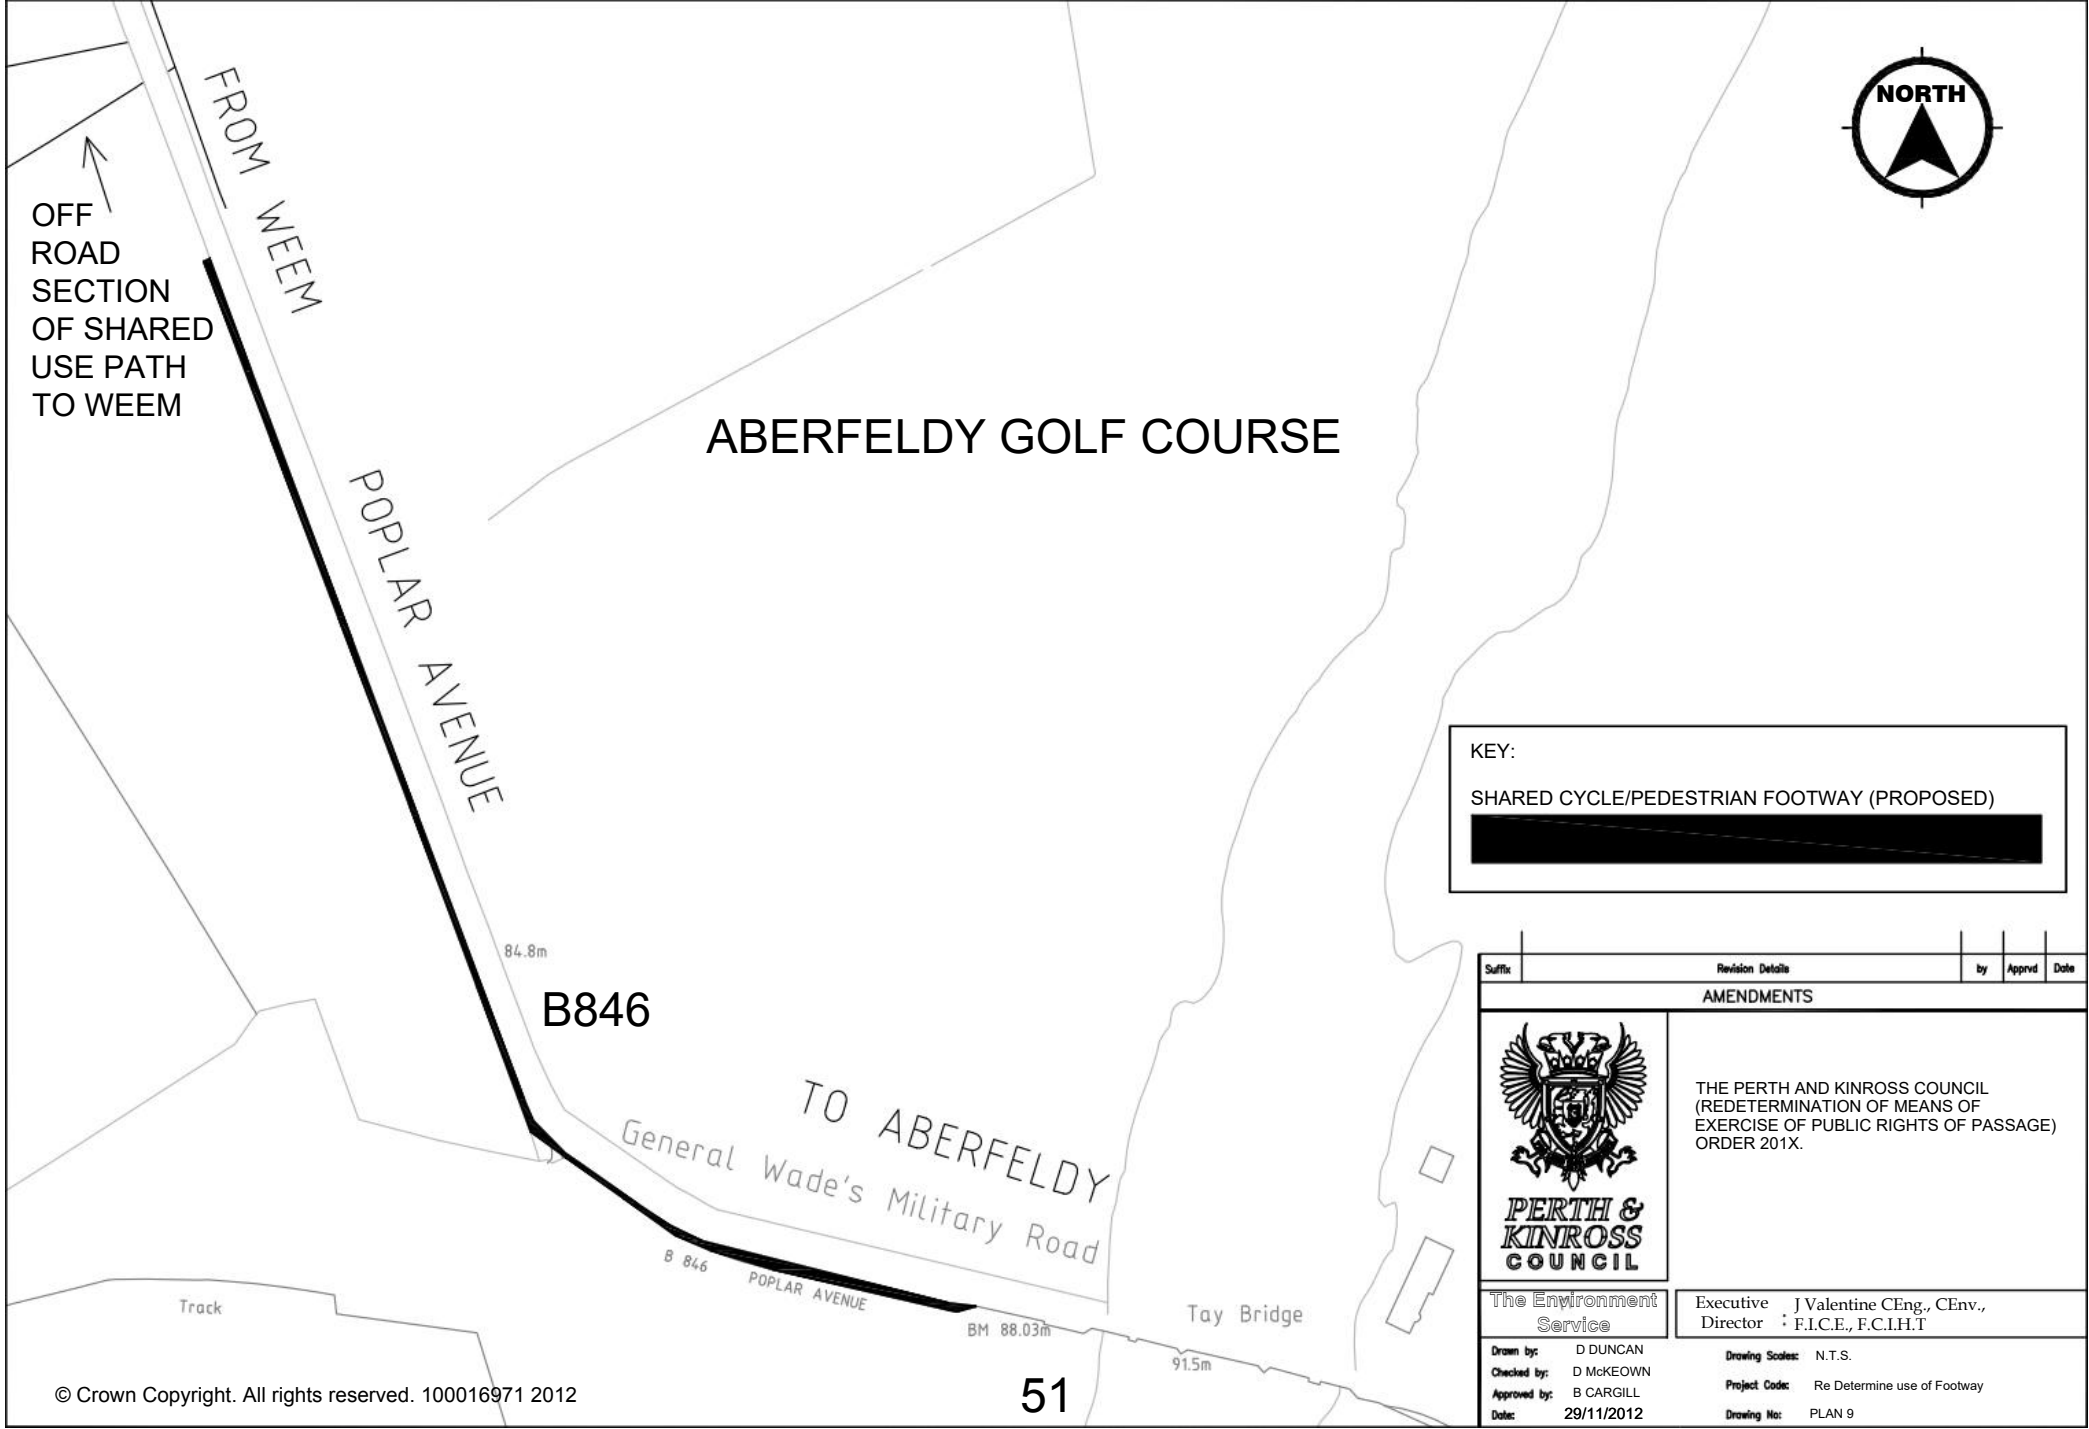 FROM WEEM
NORTH
OFF
ROAD
SECTION
OF SHARED
USE PATH
TO WEEM
ABERFELDY GOLF COURSE
POPLAR AVENUE
KEY:
SHARED CYCLE/PEDESTRIAN FOOTWAY (PROPOSED)
84.8m
B846
TO ABERFELDY
General Wade's Military Road
B 846
POPLAR AVENUE
BM 88.03m
Tay Bridge
91.5m
Track
© Crown Copyright. All rights reserved. 100016971 2012
51
Suffix
Revision Details
by
Apprvd
Date
AMENDMENTS
PERTH &
KINROSS
COUNCIL
THE PERTH AND KINROSS COUNCIL
(REDETERMINATION OF MEANS OF
EXERCISE OF PUBLIC RIGHTS OF PASSAGE)
ORDER 201X.
The Environment
Service
Executive J Valentine CEng., CEnv.,
Director : F.I.C.E., F.C.I.H.T
Drawn by: D DUNCAN
Checked by: D McKEOWN
Approved by: B CARGILL
Date: 29/11/2012
Drawing Scales: N.T.S.
Project Code: Re Determine use of Footway
Drawing No: PLAN 9